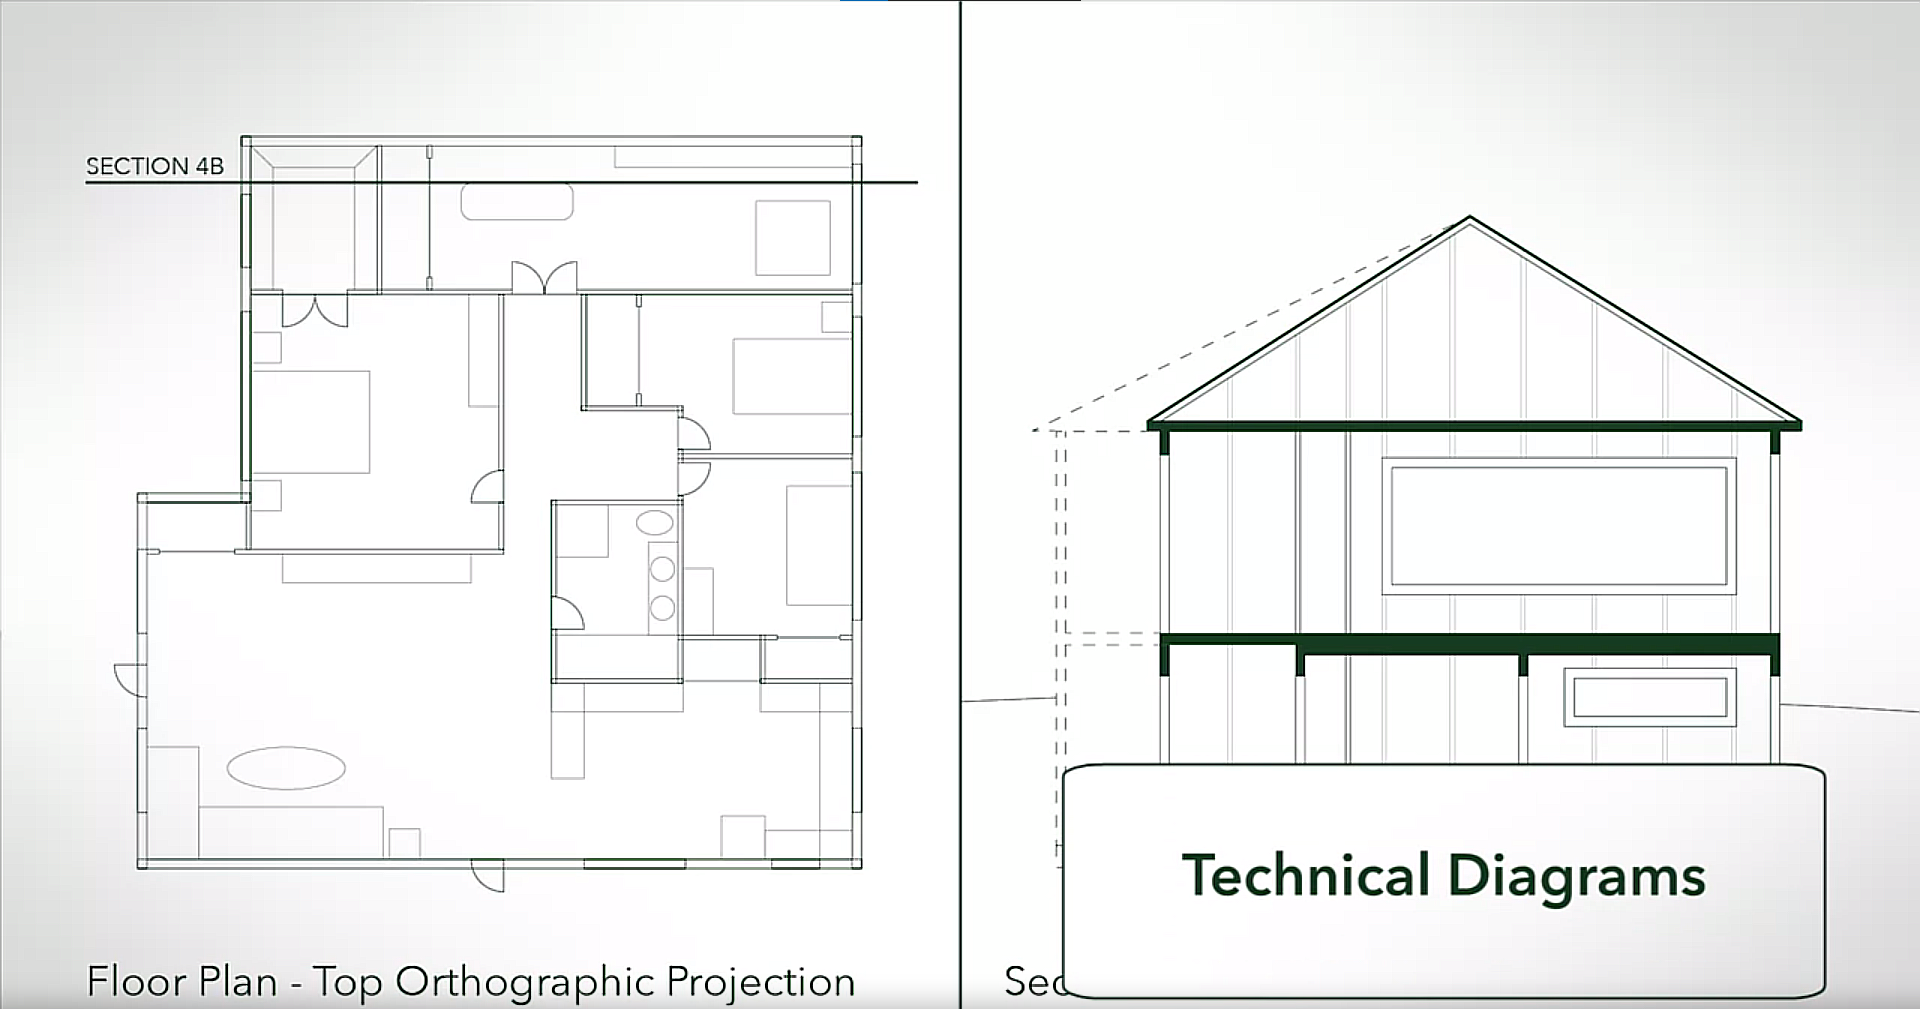 SECTION 4B
Floor Plan - Top Orthographic Projection
Technical Diagrams